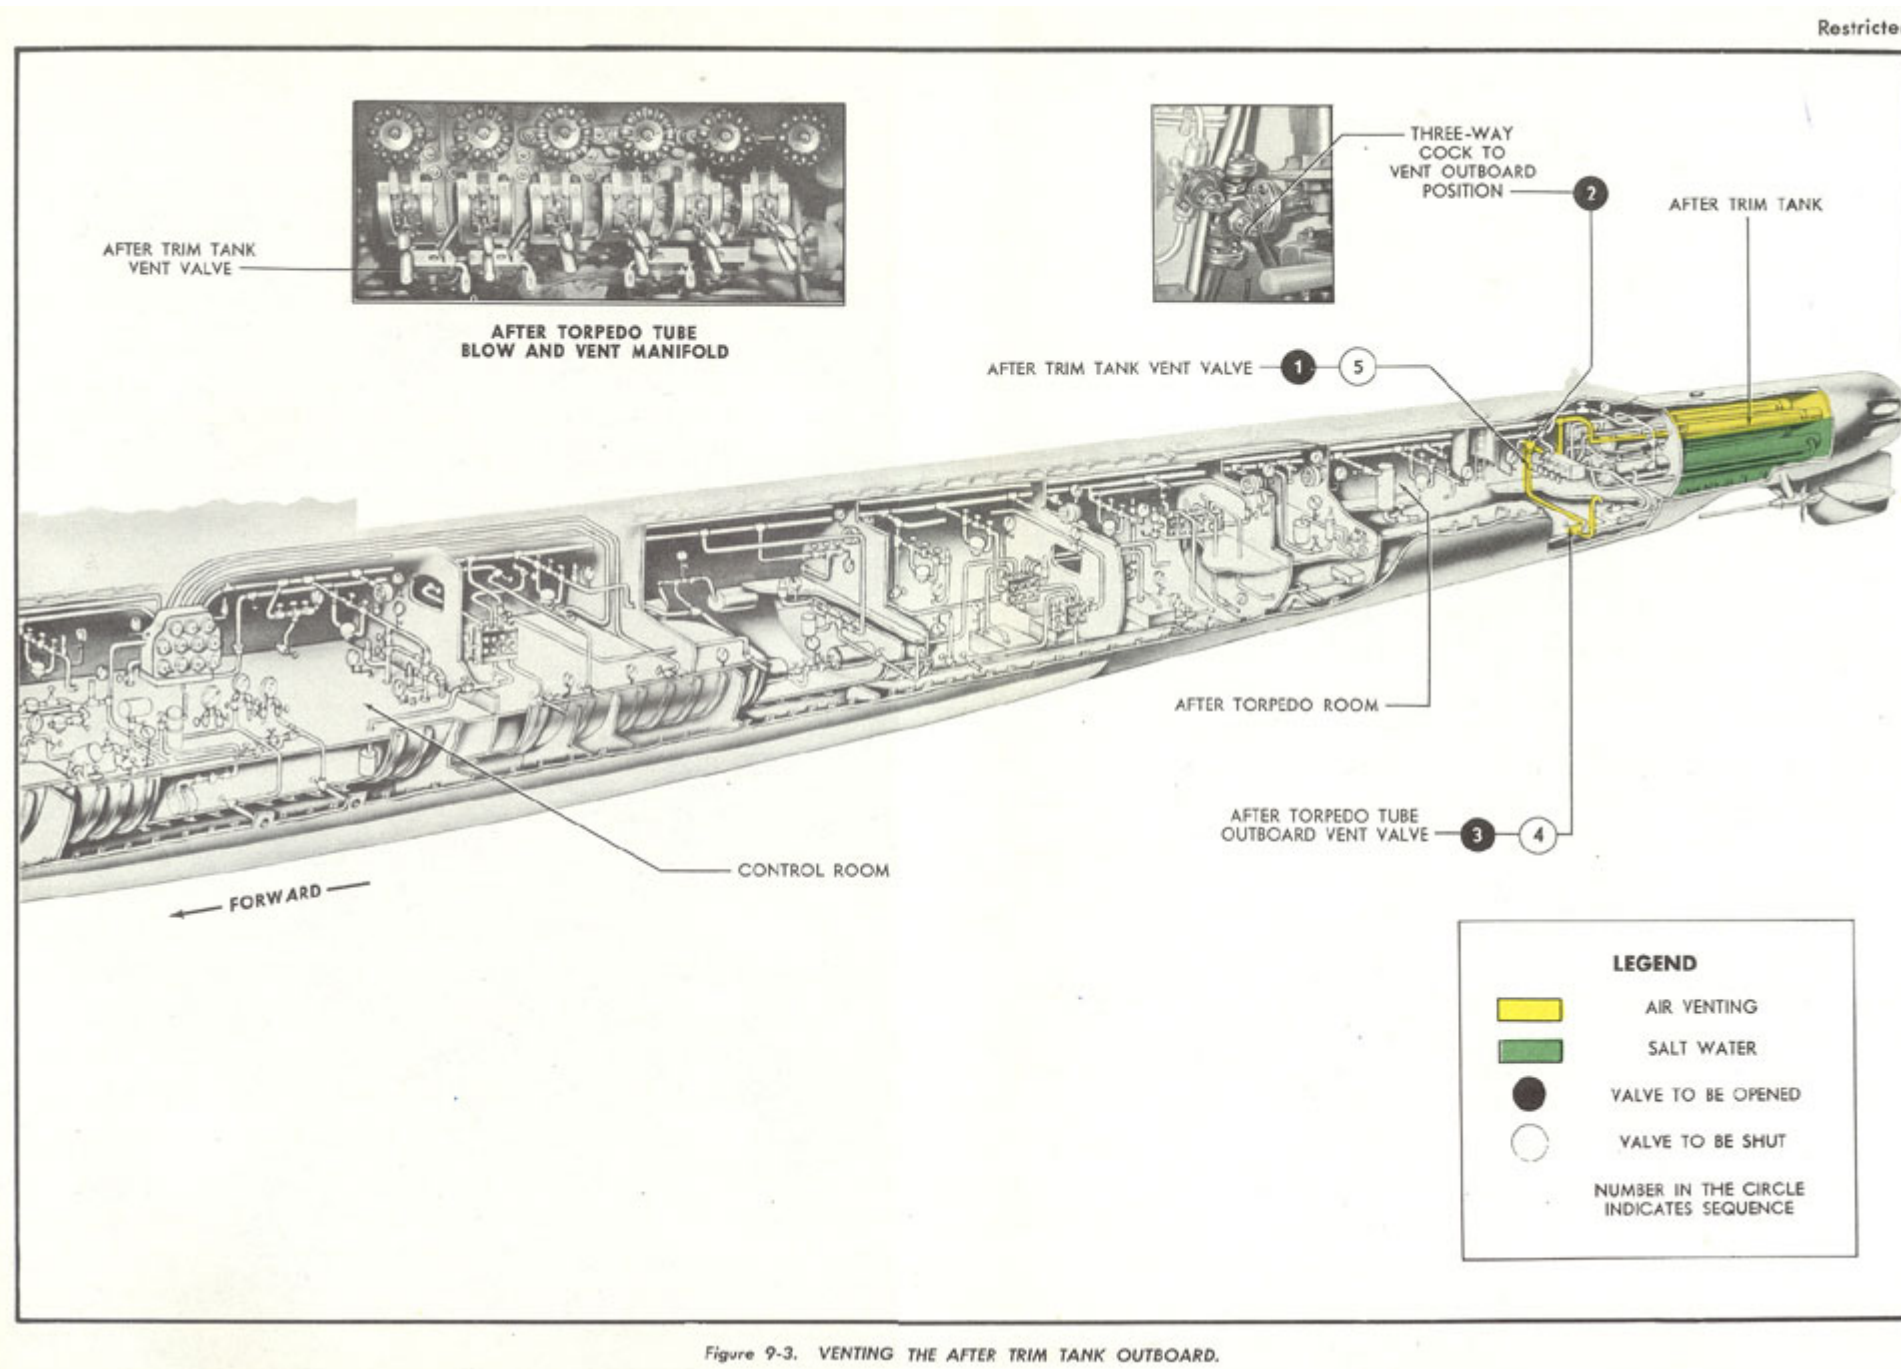 Restricte
THREE-WAY
COCK TO
VENT OUTBOARD
POSITION
2
AFTER TRIM TANK
AFTER TRIM TANK
VENT VALVE
AFTER TORPEDO TUBE
BLOW AND VENT MANIFOLD
AFTER TRIM TANK VENT VALVE
1
5
AFTER TORPEDO ROOM
AFTER TORPEDO TUBE
OUTBOARD VENT VALVE
3
4
CONTROL ROOM
FORWARD
LEGEND
AIR VENTING
SALT WATER
VALVE TO BE OPENED
VALVE TO BE SHUT
NUMBER IN THE CIRCLE
INDICATES SEQUENCE
Figure 9-3. VENTING THE AFTER TRIM TANK OUTBOARD.